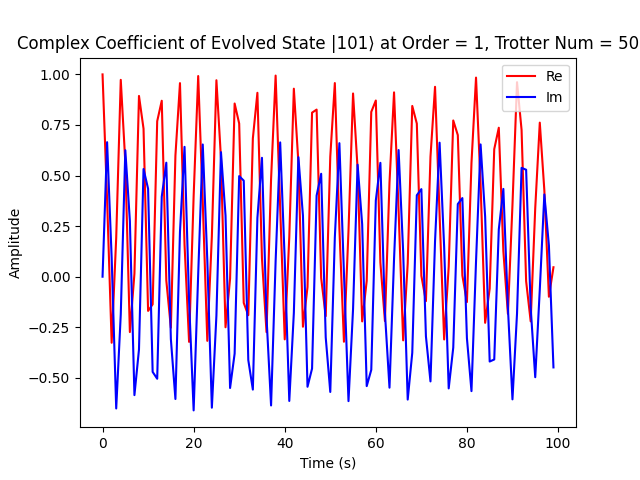 Complex Coefficient of Evolved State |101⟩ at Order = 1, Trotter Num = 50
Re
Im
1.00
0.75
0.50
0.25
0.00
−0.25
−0.50
Amplitude
0 20 40 60 80 100
Time (s)